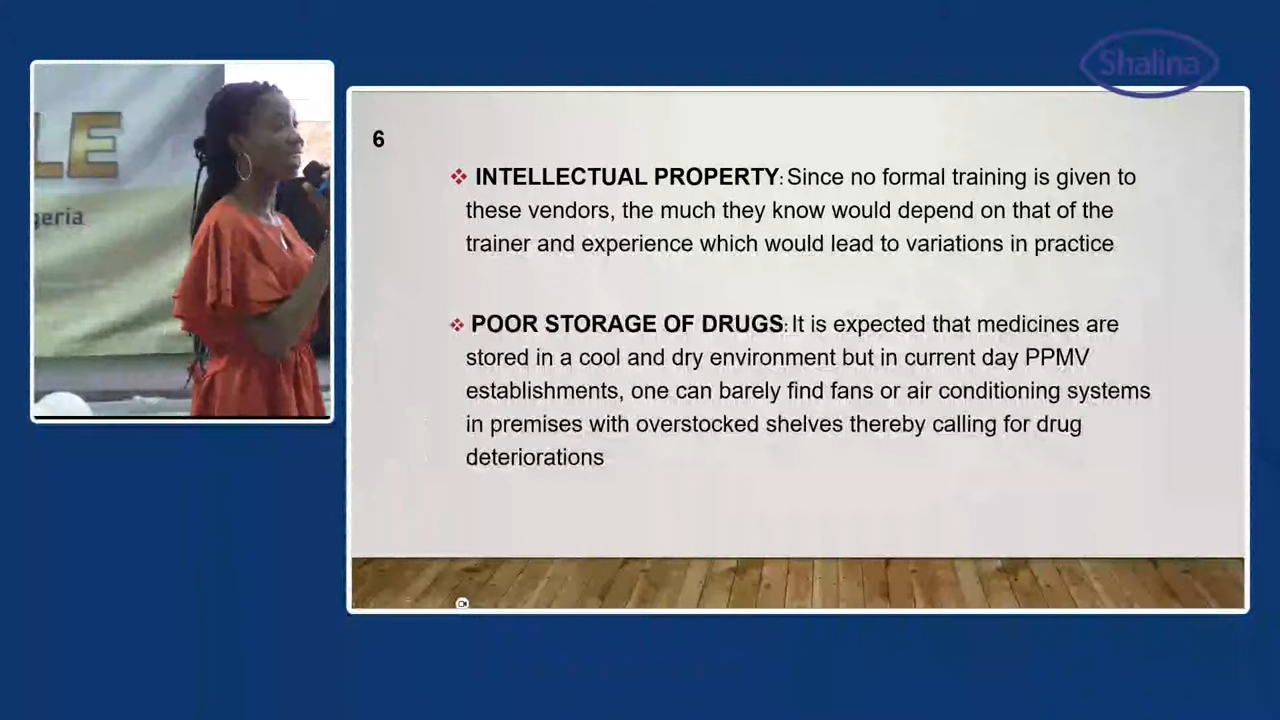 Shalina
LE
geria
6
INTELLECTUAL PROPERTY: Since no formal training is given to
these vendors, the much they know would depend on that of the
trainer and experience which would lead to variations in practice
POOR STORAGE OF DRUGS: It is expected that medicines are
stored in a cool and dry environment but in current day PPMV
establishments, one can barely find fans or air conditioning systems
in premises with overstocked shelves thereby calling for drug
deteriorations